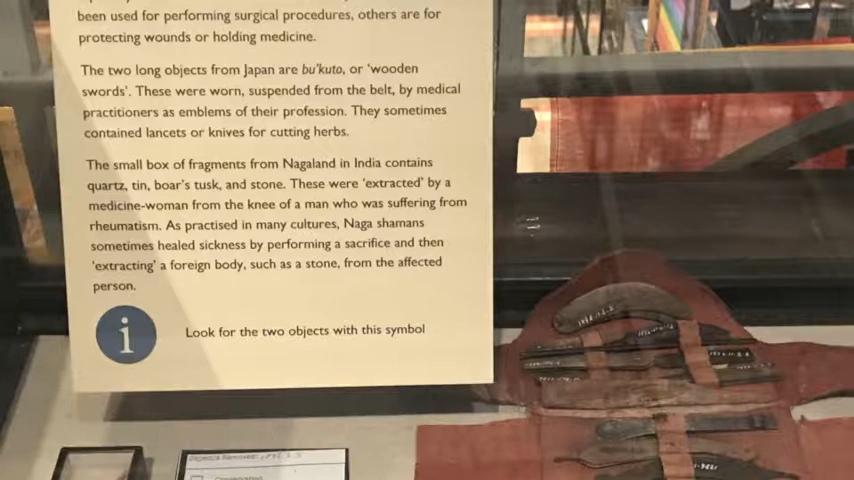 been used for performing surgical procedures, others are for
protecting wounds or holding medicine.
The two long objects from Japan are bu'kuto, or 'wooden
swords'. These were worn, suspended from the belt, by medical
practitioners as emblems of their profession. They sometimes
contained lancets or knives for cutting herbs.
The small box of fragments from Nagaland in India contains
quartz, tin, boar's tusk, and stone. These were 'extracted' by a
medicine-woman from the knee of a man who was suffering from
rheumatism. As practised in many cultures, Naga shamans
sometimes healed sickness by performing a sacrifice and then
'extracting' a foreign body, such as a stone, from the affected
person.
i
Look for the two objects with this symbol
Objects Removed: